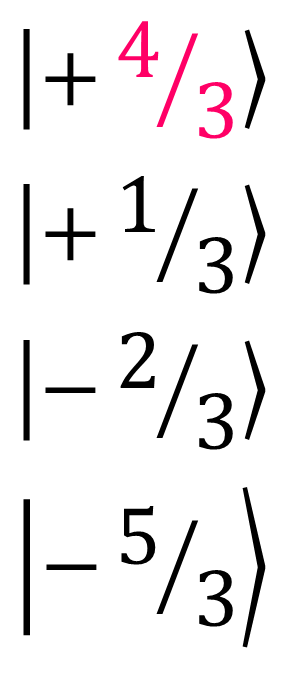 |+ 4/3⟩
|+ 1/3⟩
|− 2/3⟩
|− 5/3⟩